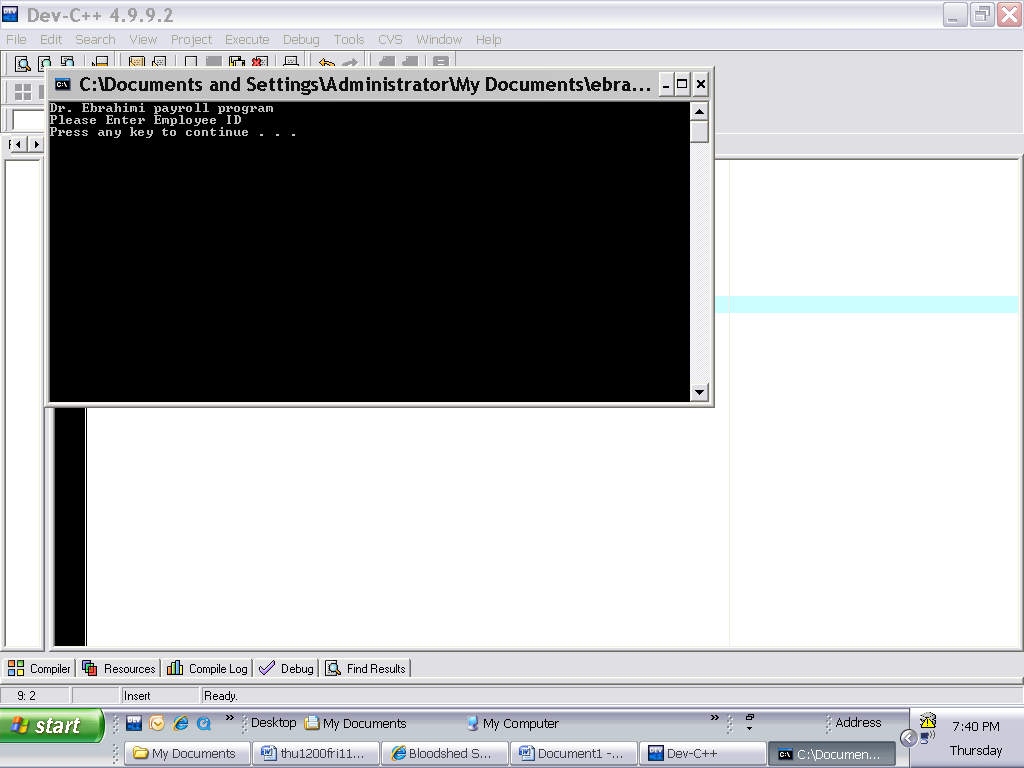 Dev-C++ 4.9.9.2
File Edit Search View Project Execute Debug Tools CVS Window Help
C:\Documents and Settings\Administrator\My Documents\ebra...
Dr. Ebrahimi payroll program
Please Enter Employee ID
Press any key to continue . . .
Compiler Resources Compile Log Debug Find Results
9: 2 Insert Ready.
start Desktop My Documents My Computer Address 7:40 PM
My Documents thu1200fri11... Bloodshed S... Document1 -... Dev-C++ C:\Documen... Thursday